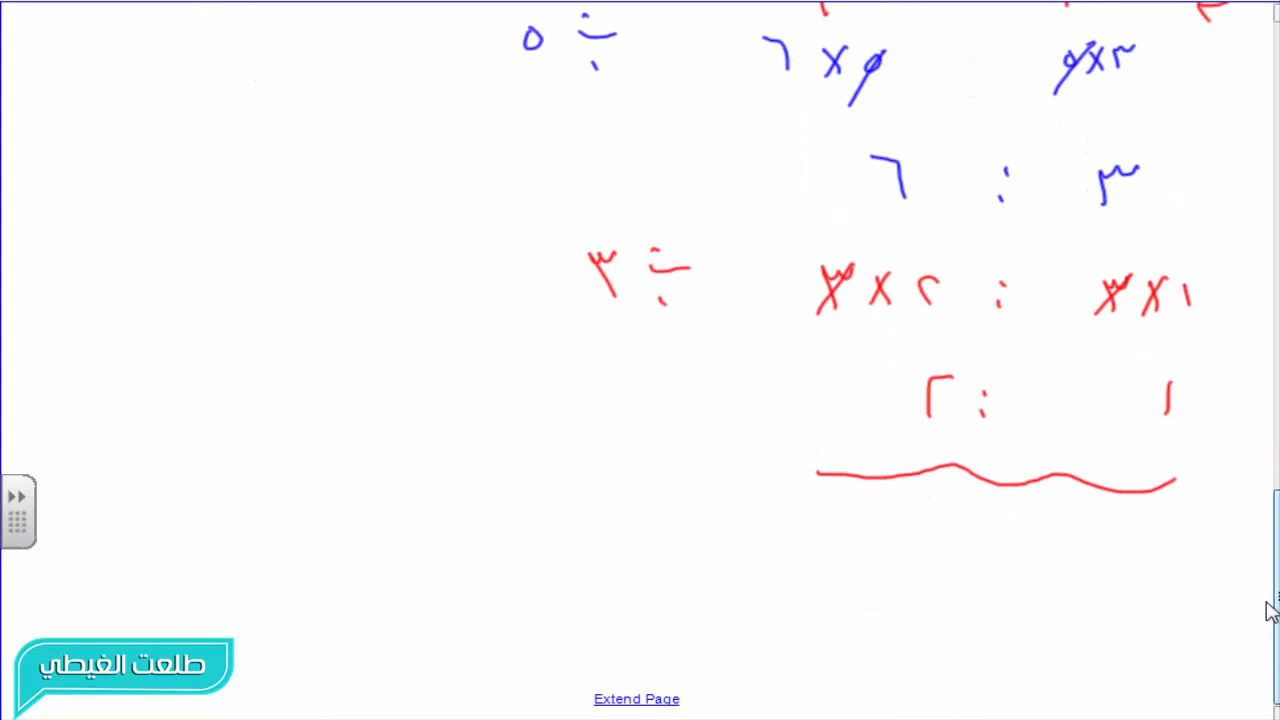 ٥×٣ ٦×٥ ÷ ٥
٣ : ٦
٣×١ : ٣×٢ ÷ ٣
١ : ٢
طلعت الغيطي
Extend Page